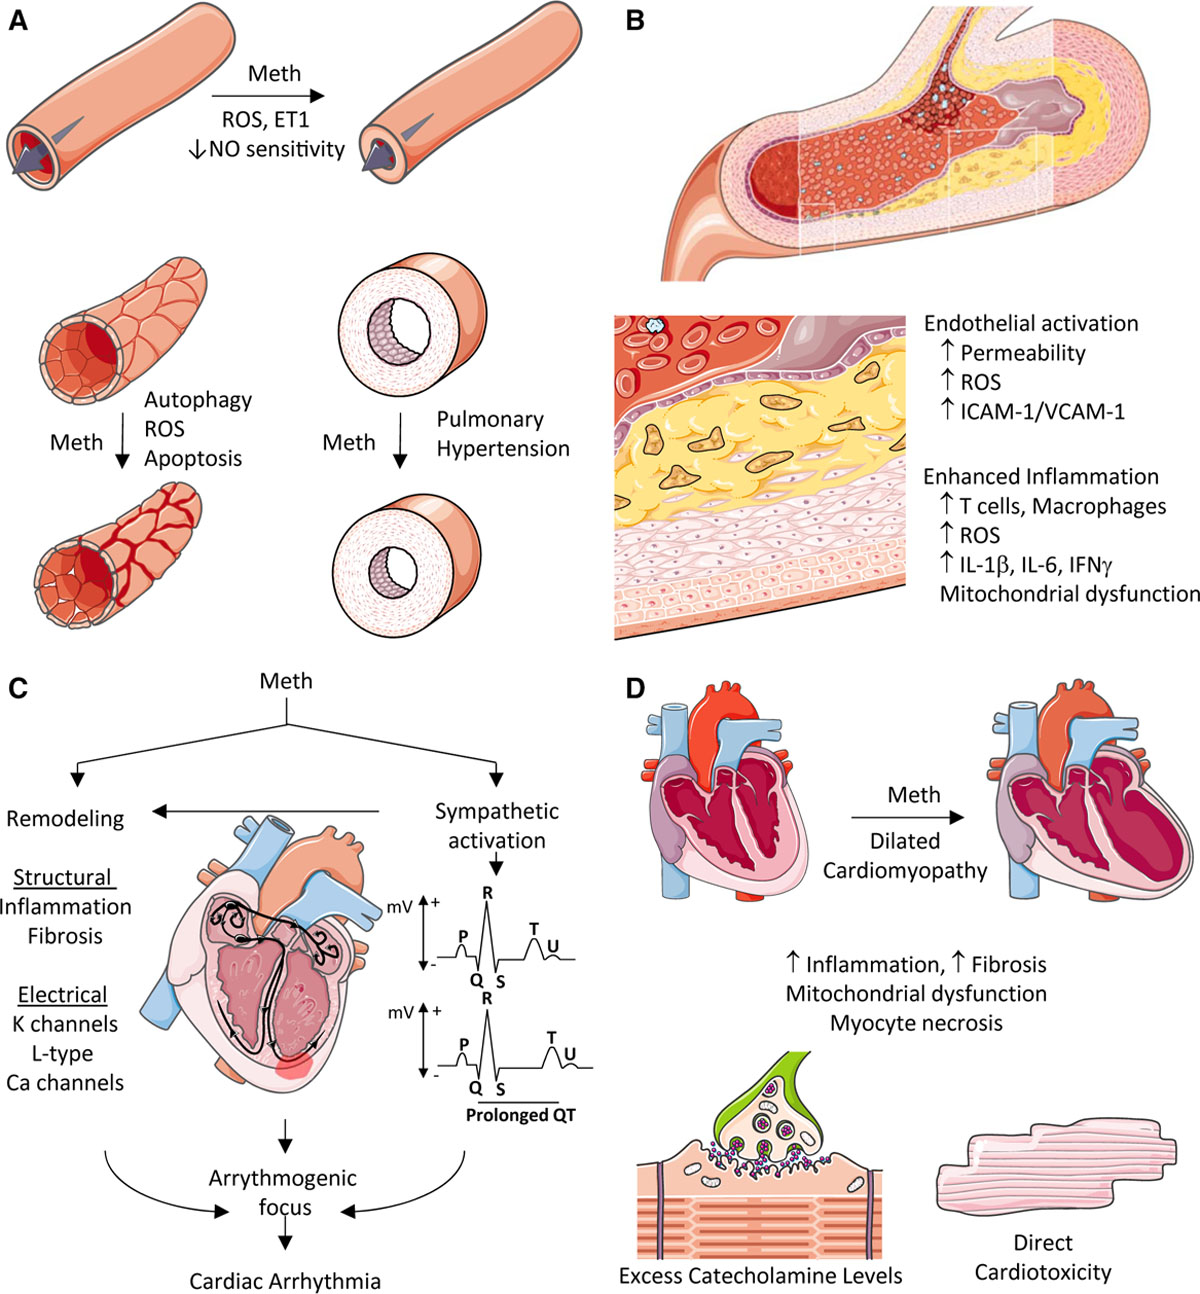 A
Meth
ROS, ET1
↓NO sensitivity
Meth
Autophagy
ROS
Apoptosis
Meth
Pulmonary
Hypertension
B
Endothelial activation
↑ Permeability
↑ ROS
↑ ICAM-1/VCAM-1
Enhanced Inflammation
↑ T cells, Macrophages
↑ ROS
↑ IL-1β, IL-6, IFNγ
Mitochondrial dysfunction
C
Meth
Remodeling
Structural
Inflammation
Fibrosis
Electrical
K channels
L-type
Ca channels
Sympathetic
activation
mV
+
-
P
Q
R
S
T
U
mV
+
-
P
Q
R
S
T
U
Prolonged QT
Arrythmogenic
focus
Cardiac Arrhythmia
D
Meth
Dilated
Cardiomyopathy
↑ Inflammation, ↑ Fibrosis
Mitochondrial dysfunction
Myocyte necrosis
Excess Catecholamine Levels
Direct
Cardiotoxicity